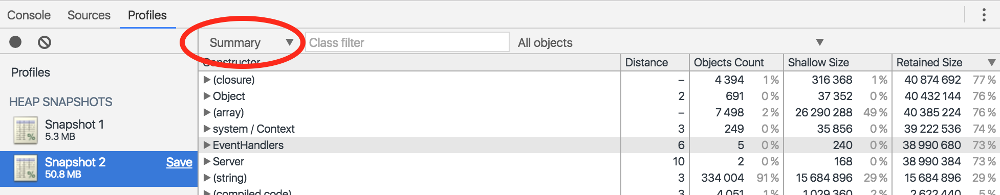 Console Sources Profiles
Summary ▼ Class filter All objects ▼
Profiles
HEAP SNAPSHOTS
Snapshot 1
5.3 MB
Snapshot 2 Save
50.8 MB
Constructor Distance Objects Count Shallow Size Retained Size ▼
(closure) – 4 394 1 % 316 368 1 % 40 874 692 77 %
Object 2 691 0 % 37 352 0 % 40 432 144 76 %
(array) – 7 498 2 % 26 290 288 49 % 40 385 224 76 %
system / Context 3 249 0 % 35 856 0 % 39 222 536 74 %
EventHandlers 6 5 0 % 240 0 % 38 990 680 73 %
Server 10 2 0 % 168 0 % 38 990 384 73 %
(string) 3 334 004 91 % 15 684 896 29 % 15 684 896 29 %
(compiled code) 3 4 051 1 % 1 029 360 2 % 2 622 440 5 %